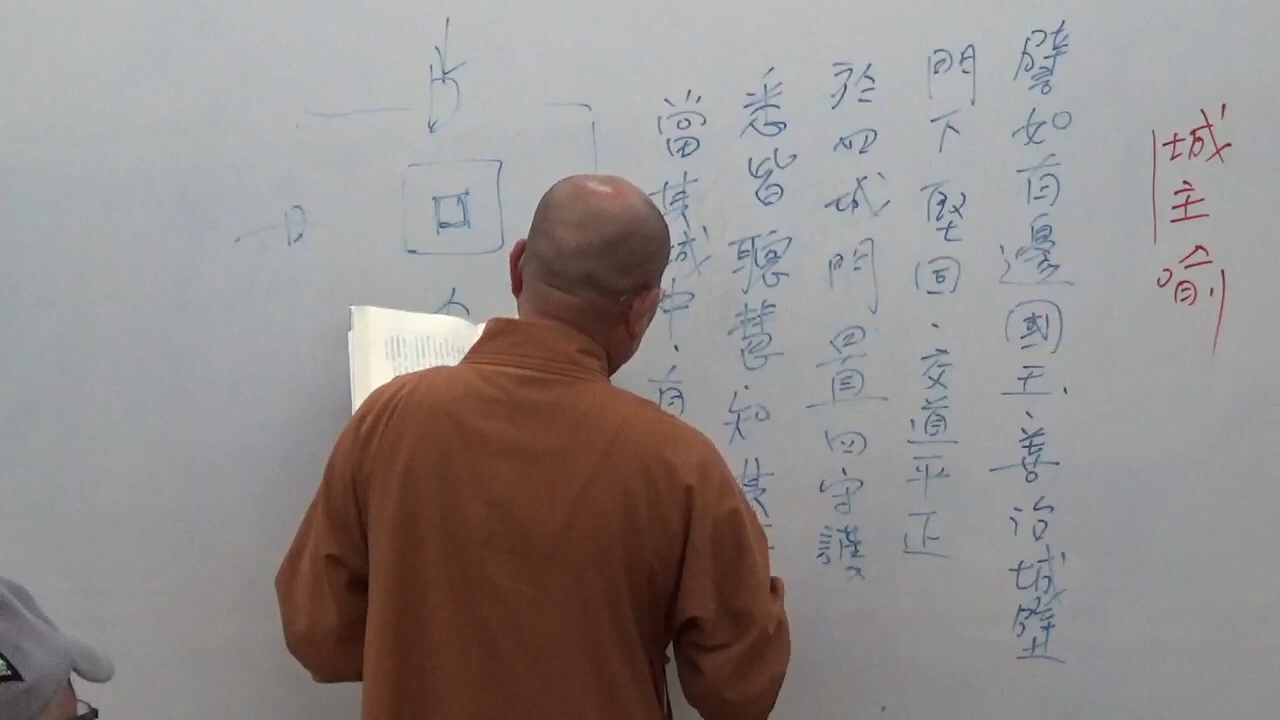 城主喻
譬如有邊國王、善治城壁
門下堅固、交道平正
於四城門置四守護
悉皆聰慧、知其
當其城中、有